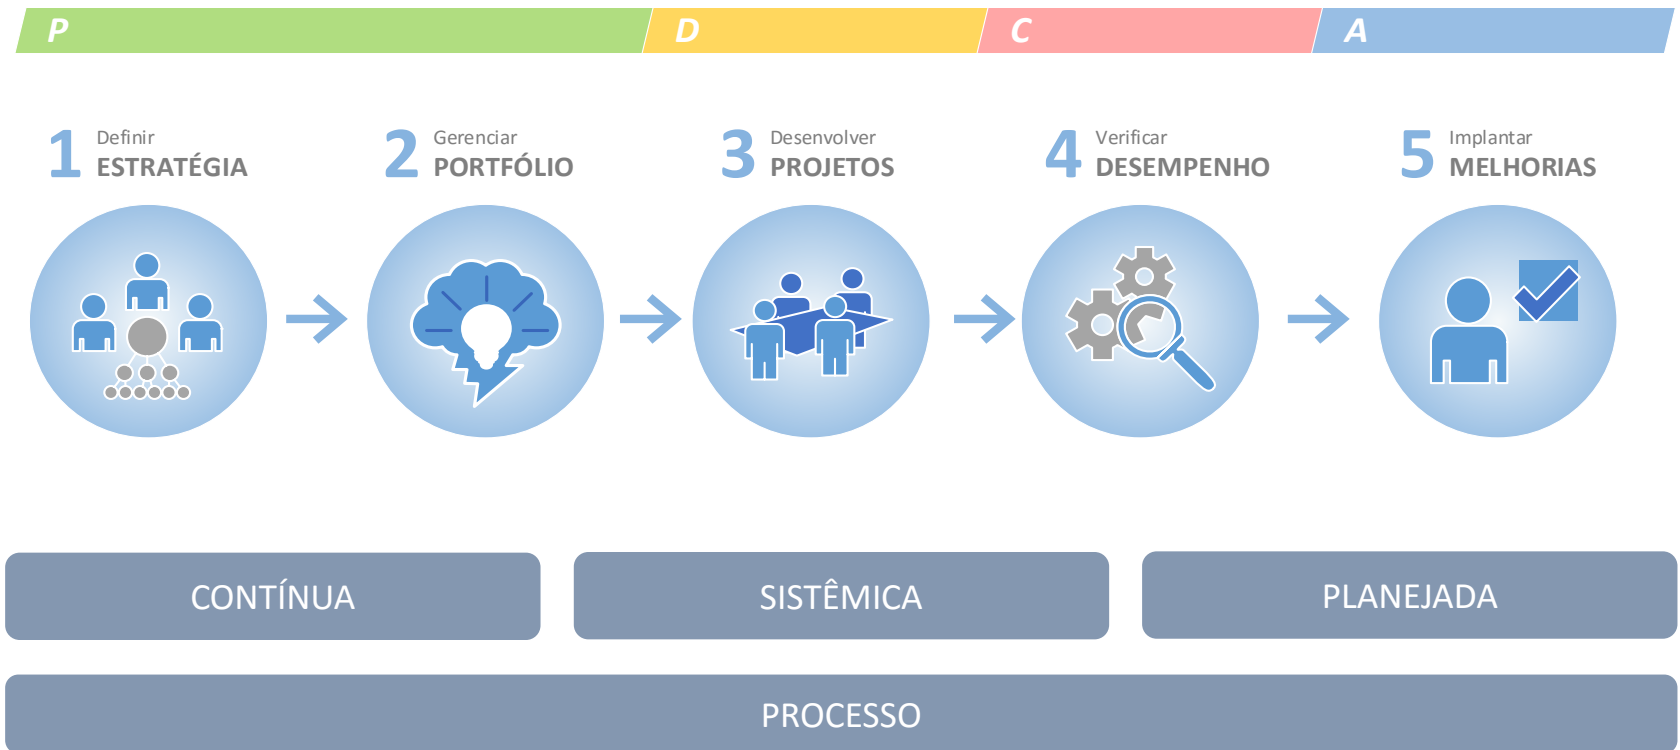 P
D
C
A
1 Definir
ESTRATÉGIA
2 Gerenciar
PORTFÓLIO
3 Desenvolver
PROJETOS
4 Verificar
DESEMPENHO
5 Implantar
MELHORIAS
CONTÍNUA
SISTÊMICA
PLANEJADA
PROCESSO